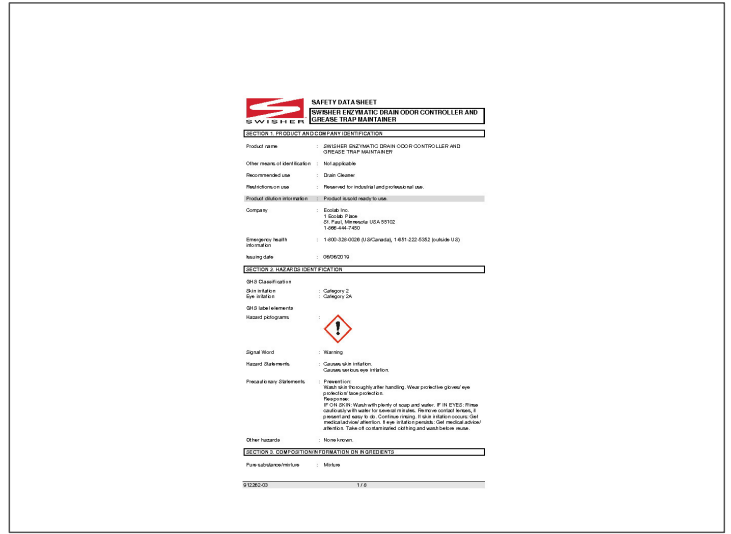 SAFETY DATA SHEET
SWISHER ENZYMATIC DRAIN ODOR CONTROLLER AND
GREASE TRAP MAINTAINER
SWISHER
SECTION 1. PRODUCT AND COMPANY IDENTIFICATION
Product name : SWISHER ENZYMATIC DRAIN ODOR CONTROLLER AND
GREASE TRAP MAINTAINER
Other means of identification : Not applicable
Recommended use : Drain Cleaner
Restrictions on use : Reserved for industrial and professional use.
Product dilution information : Product is sold ready to use.
Company : Ecolab Inc.
1 Ecolab Place
St. Paul, Minnesota USA 55102
1-866-444-7450
Emergency health
information : 1-800-328-0026 (US/Canada), 1-651-222-5352 (outside US)
Issuing date : 06/06/2019
SECTION 2. HAZARDS IDENTIFICATION
GHS Classification
Skin irritation : Category 2
Eye irritation : Category 2A
GHS label elements
Hazard pictograms :
Signal Word : Warning
Hazard Statements : Causes skin irritation.
Causes serious eye irritation.
Precautionary Statements : Prevention:
Wash skin thoroughly after handling. Wear protective gloves/ eye
protection/ face protection.
Response:
IF ON SKIN: Wash with plenty of soap and water. IF IN EYES: Rinse
cautiously with water for several minutes. Remove contact lenses, if
present and easy to do. Continue rinsing. If skin irritation occurs: Get
medical advice/ attention. If eye irritation persists: Get medical advice/
attention. Take off contaminated clothing and wash before reuse.
Other hazards : None known.
SECTION 3. COMPOSITION/INFORMATION ON INGREDIENTS
Pure substance/mixture : Mixture
912262-03 1 / 8